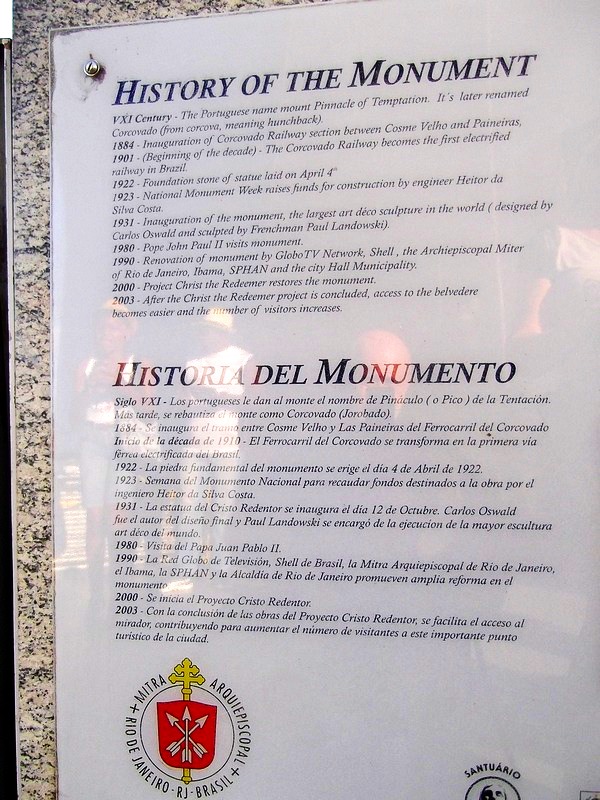 HISTORY OF THE MONUMENT
VXI Century - The Portuguese name mount Pinnacle of Temptation. It´s later renamed
Corcovado (from corcova, meaning hunchback).
1884 - Inauguration of Corcovado Railway section between Cosme Velho and Paineiras,
1901 - (Beginning of the decade) - The Corcovado Railway becomes the first electrified
railway in Brazil.
1922 - Foundation stone of statue laid on April 4th
1923 - National Monument Week raises funds for construction by engineer Heitor da
Silva Costa.
1931 - Inauguration of the monument, the largest art déco sculpture in the world ( designed by
Carlos Oswald and sculpted by Frenchman Paul Landowski).
1980 - Pope John Paul II visits monument.
1990 - Renovation of monument by GloboTV Network, Shell , the Archiepiscopal Miter
of Rio de Janeiro, Ibama, SPHAN and the city Hall Municipality.
2000 - Project Christ the Redeemer restores the monument.
2003 - After the Christ the Redeemer project is concluded, access to the belvedere
becomes easier and the number of visitors increases.
HISTORIA DEL MONUMENTO
Siglo VXI - Los portugueses le dan al monte el nombre de Pináculo ( o Pico ) de la Tentación.
Más tarde, se rebautiza el monte como Corcovado (Jorobado).
1884 - Se inaugura el tramo entre Cosme Velho y Las Paineiras del Ferrocarril del Corcovado
Inicio de la década de 1910 - El Ferrocarril del Corcovado se transforma en la primera vía
férrea electrificada del Brasil.
1922 - La piedra fundamental del monumento se erige el día 4 de Abril de 1922.
1923 - Semana del Monumento Nacional para recaudar fondos destinados a la obra por el
ingeniero Heitor da Silva Costa.
1931 - La estatua del Cristo Redentor se inaugura el día 12 de Octubre. Carlos Oswald
fue el autor del diseño final y Paul Landowski se encargó de la ejecucion de la mayor escultura
art déco del mundo.
1980 - Visita del Papa Juan Pablo II.
1990 - La Red Globo de Televisión, Shell de Brasil, la Mitra Arquiepiscopal de Rio de Janeiro,
el Ibama, la SPHAN y la Alcaldía de Rio de Janeiro promueven amplia reforma en el
monumento.
2000 - Se inicia el Proyecto Cristo Redentor.
2003 - Con la conclusión de las obras del Proyecto Cristo Redentor, se facilita el acceso al
mirador, contribuyendo para aumentar el número de visitantes a este importante punto
turístico de la ciudad.
MITRA ARQUIEPISCOPAL
RIO DE JANEIRO - RJ - BRASIL
SANTUÁRIO